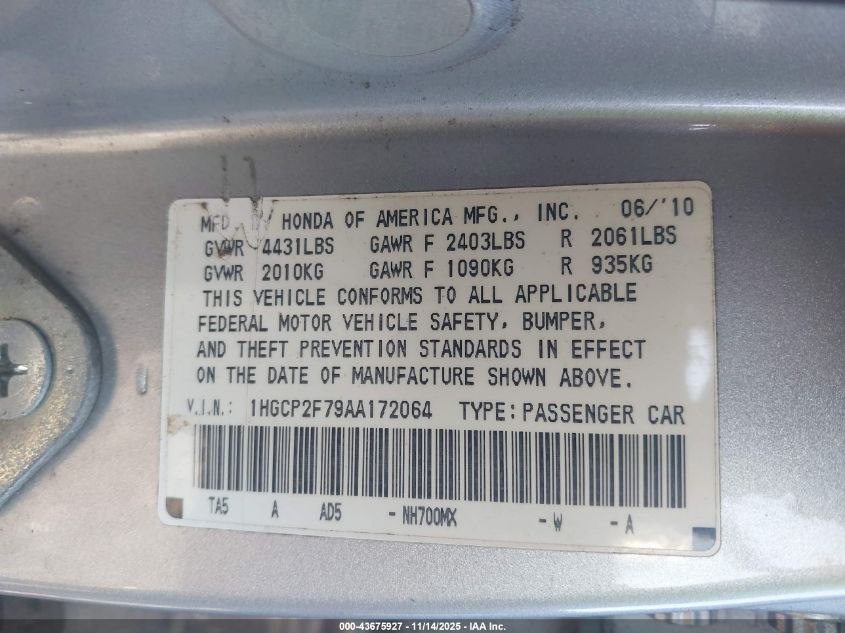 MFD. BY HONDA OF AMERICA MFG., INC. 06/'10
GVWR 4431LBS GAWR F 2403LBS R 2061LBS
GVWR 2010KG GAWR F 1090KG R 935KG
THIS VEHICLE CONFORMS TO ALL APPLICABLE
FEDERAL MOTOR VEHICLE SAFETY, BUMPER,
AND THEFT PREVENTION STANDARDS IN EFFECT
ON THE DATE OF MANUFACTURE SHOWN ABOVE.
V.I.N.: 1HGCP2F79AA172064 TYPE: PASSENGER CAR
TA5 A AD5 - NH700MX - W - A
000-43675927 - 11/14/2025 - IAA Inc.